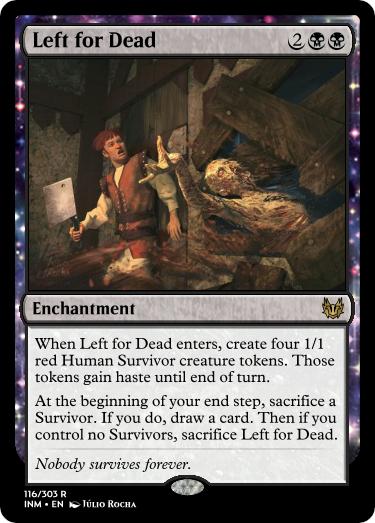 Left for Dead 2
Enchantment
When Left for Dead enters, create four 1/1
red Human Survivor creature tokens. Those
tokens gain haste until end of turn.
At the beginning of your end step, sacrifice a
Survivor. If you do, draw a card. Then if you
control no Survivors, sacrifice Left for Dead.
Nobody survives forever.
116/303 R
INM • EN Júlio Rocha